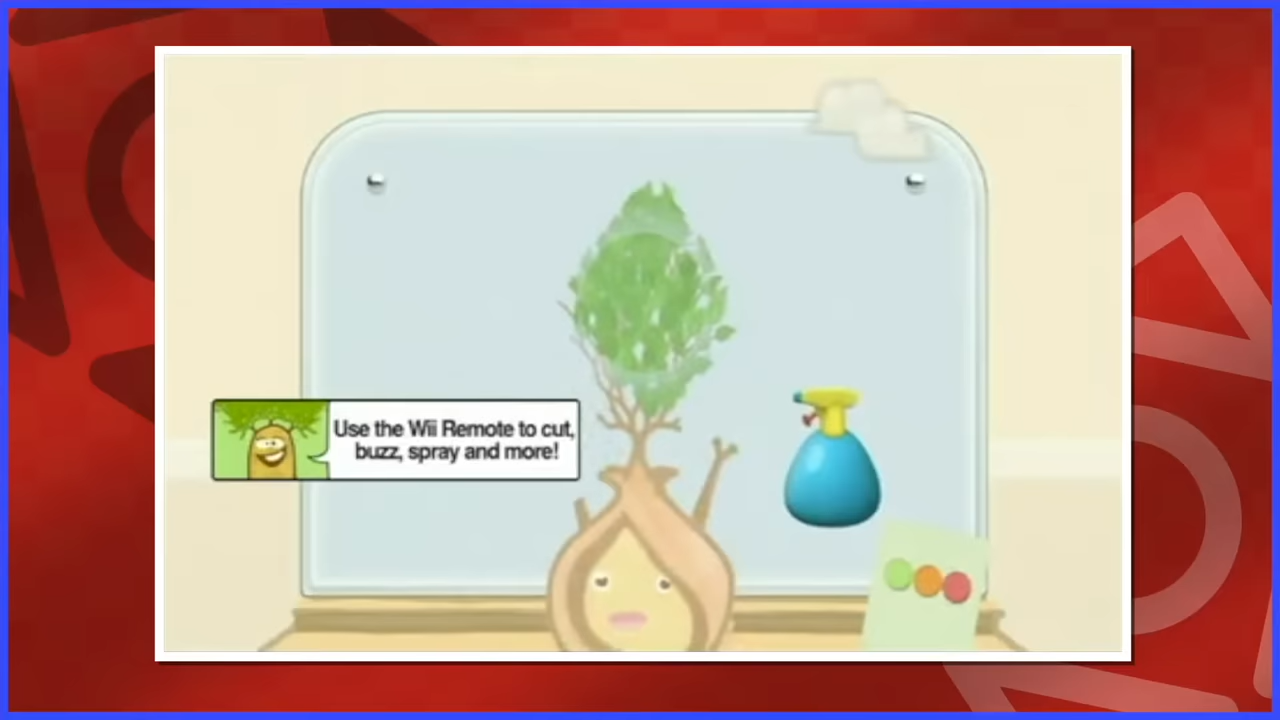 Use the Wii Remote to cut,
buzz, spray and more!